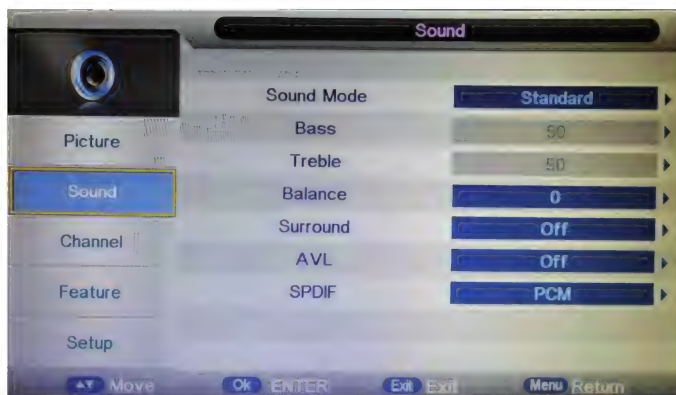 Sound
Sound Mode Standard
Picture
Bass 50
Treble 50
Sound
Balance 0
Surround Off
Channel
AVL Off
Feature
SPDIF PCM
Setup
Move Ok ENTER Exit Exit Menu Return